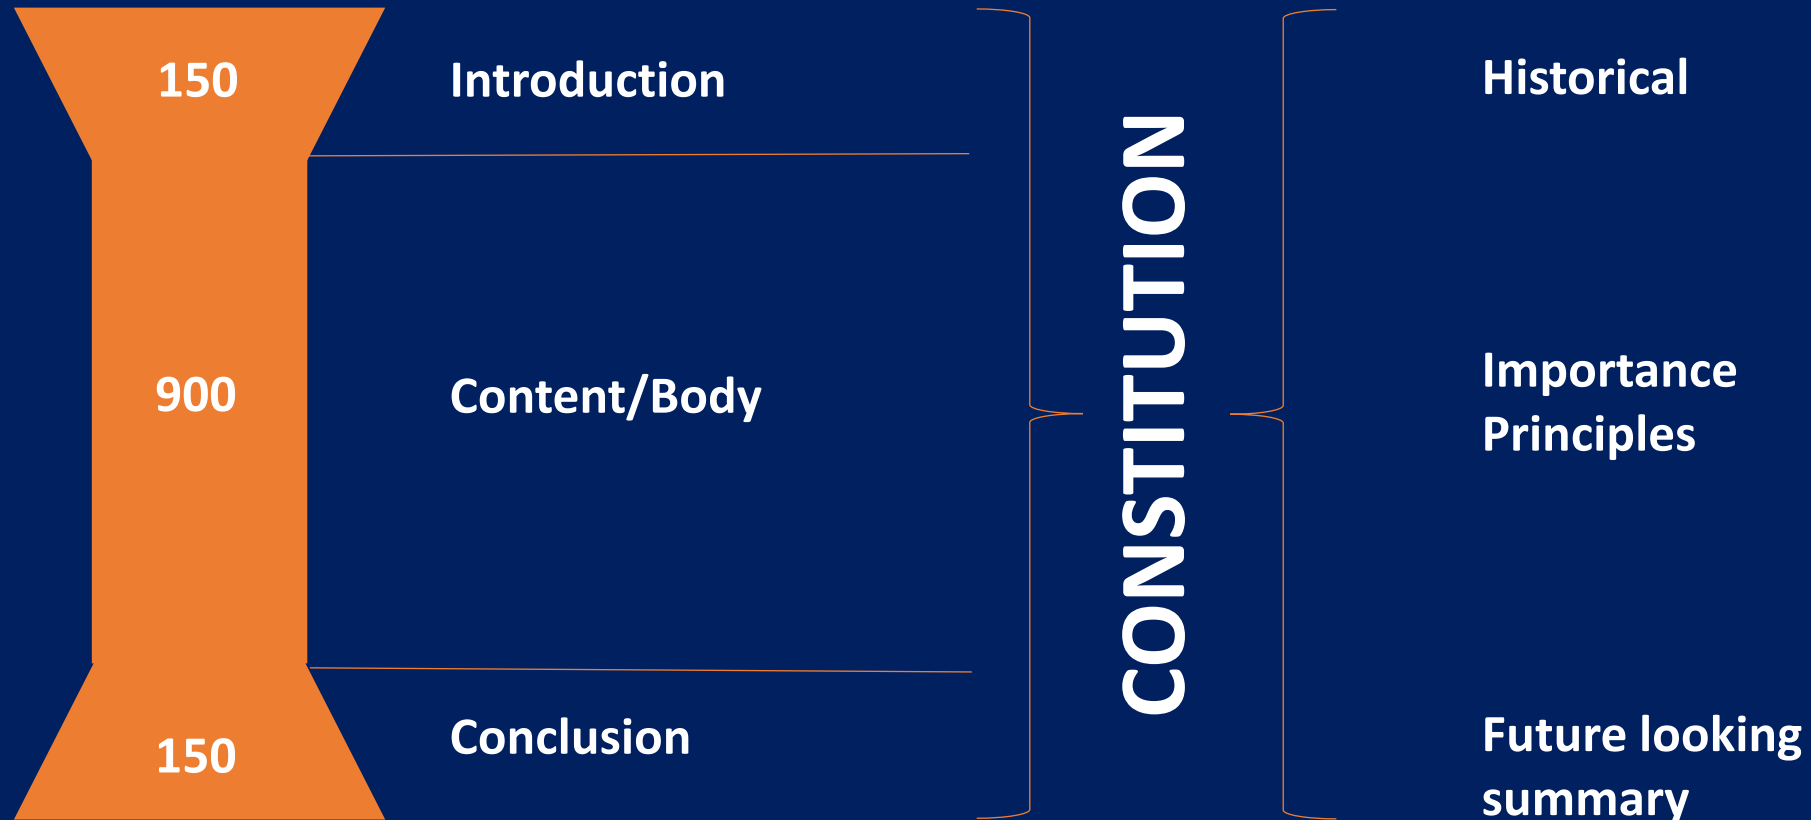 150
Introduction
Historical
900
Content/Body
CONSTITUTION
Importance
Principles
150
Conclusion
Future looking
summary